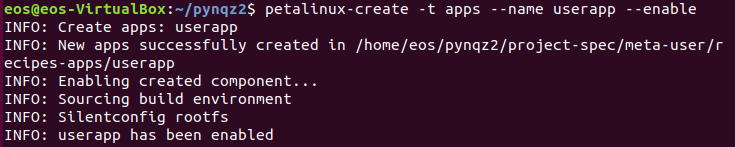 eos@eos-VirtualBox:~/pynqz2$ petalinux-create -t apps --name userapp --enable
INFO: Create apps: userapp
INFO: New apps successfully created in /home/eos/pynqz2/project-spec/meta-user/r
ecipes-apps/userapp
INFO: Enabling created component...
INFO: Sourcing build environment
INFO: Silentconfig rootfs
INFO: userapp has been enabled